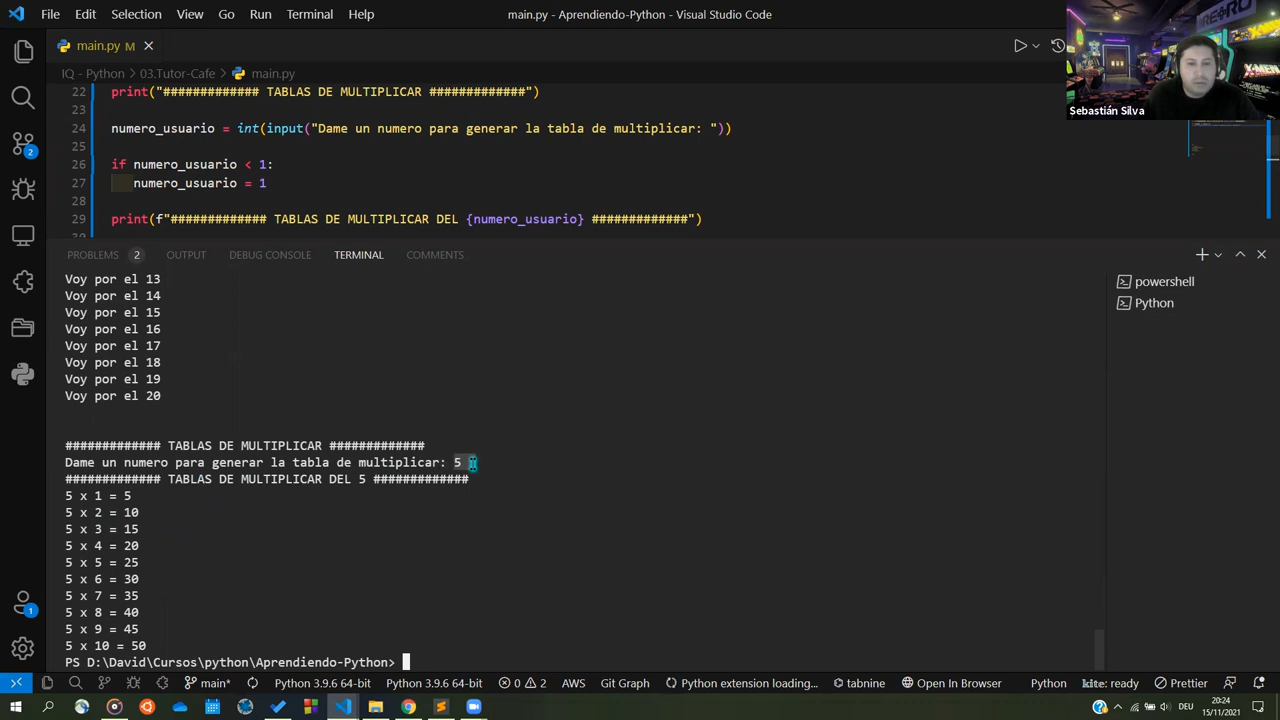 File Edit Selection View Go Run Terminal Help
main.py - Aprendiendo-Python - Visual Studio Code
main.py M
IQ - Python > 03.Tutor-Cafe > main.py
Sebastián Silva
22 print("############# TABLAS DE MULTIPLICAR #############")
23
24 numero_usuario = int(input("Dame un numero para generar la tabla de multiplicar: "))
25
26 if numero_usuario < 1:
27 numero_usuario = 1
28
29 print(f"############# TABLAS DE MULTIPLICAR DEL {numero_usuario} #############")
30
PROBLEMS 2 OUTPUT DEBUG CONSOLE TERMINAL COMMENTS
powershell
Python
Voy por el 13
Voy por el 14
Voy por el 15
Voy por el 16
Voy por el 17
Voy por el 18
Voy por el 19
Voy por el 20
############# TABLAS DE MULTIPLICAR #############
Dame un numero para generar la tabla de multiplicar: 5
############# TABLAS DE MULTIPLICAR DEL 5 #############
5 x 1 = 5
5 x 2 = 10
5 x 3 = 15
5 x 4 = 20
5 x 5 = 25
5 x 6 = 30
5 x 7 = 35
5 x 8 = 40
5 x 9 = 45
5 x 10 = 50
PS D:\David\Cursos\python\Aprendiendo-Python>
2
1
main* Python 3.9.6 64-bit Python 3.9.6 64-bit 0 2 AWS Git Graph Python extension loading... tabnine Open In Browser Python kite: ready Prettier
DEU 20:24
15/11/2021